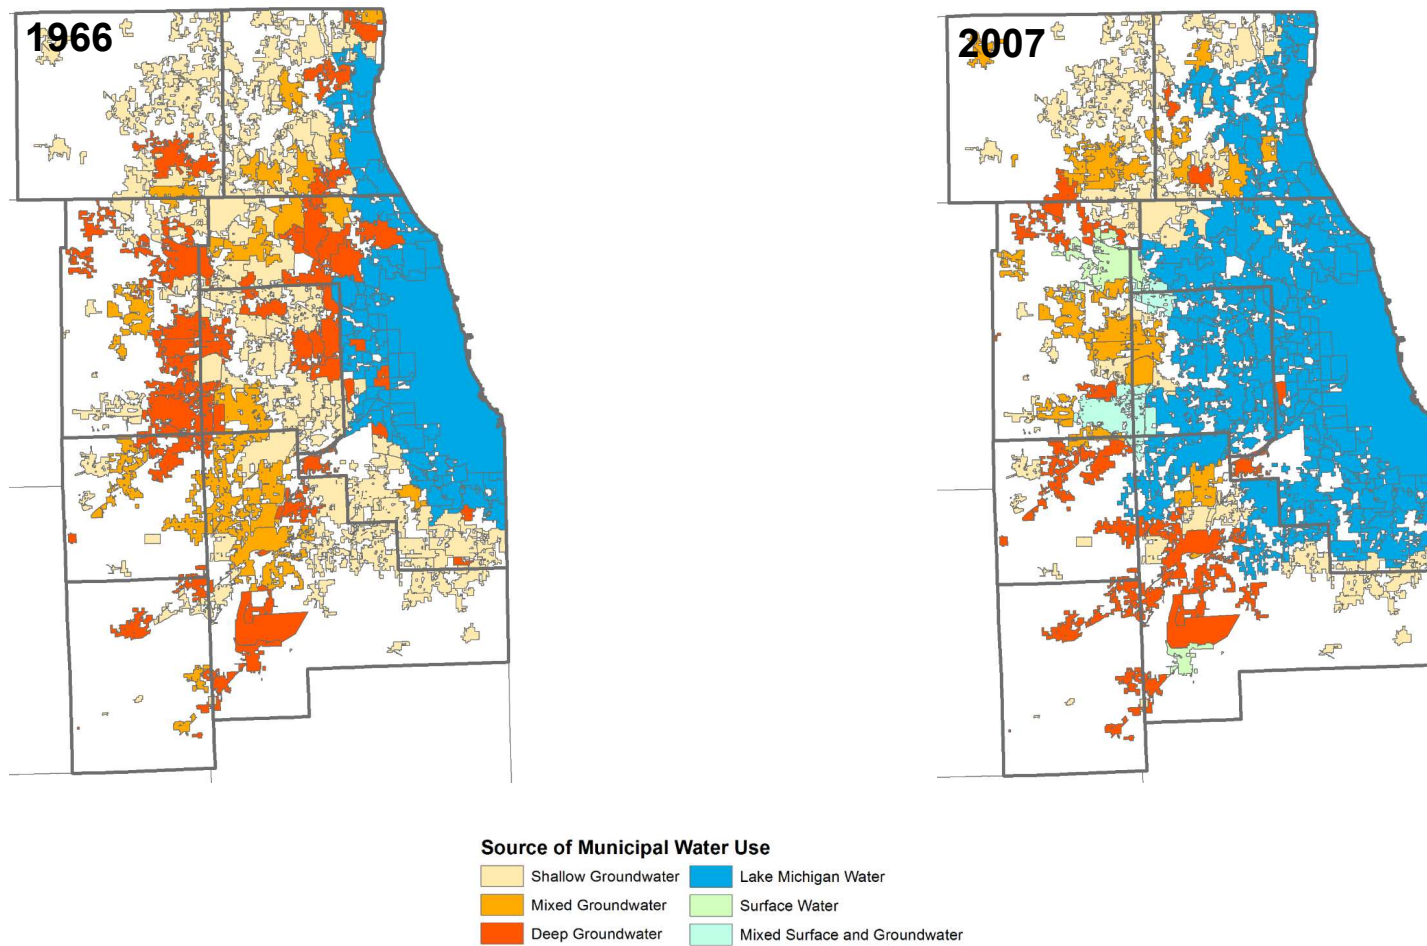 1966
2007
Source of Municipal Water Use
Shallow Groundwater
Lake Michigan Water
Mixed Groundwater
Surface Water
Deep Groundwater
Mixed Surface and Groundwater